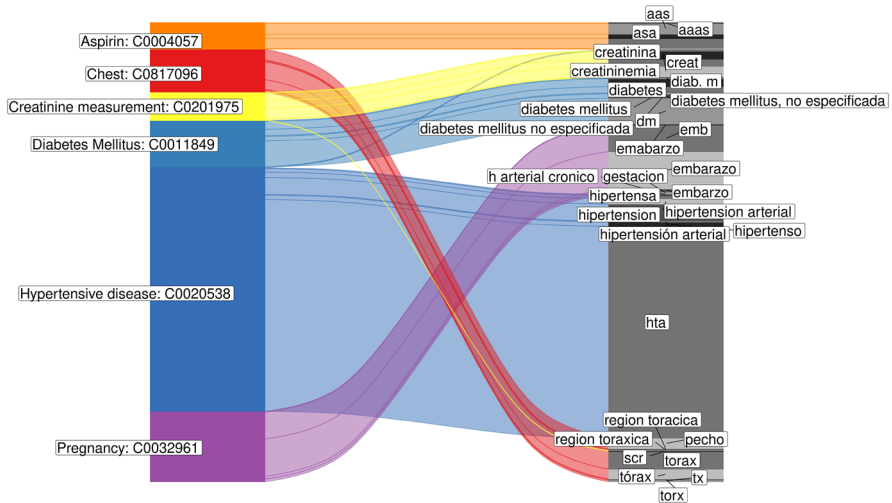 Aspirin: C0004057
Chest: C0817096
Creatinine measurement: C0201975
Diabetes Mellitus: C0011849
Hypertensive disease: C0020538
Pregnancy: C0032961
aas
asa
aaas
creatinina
creat
creatininemia
diab. m
diabetes
diabetes mellitus, no especificada
diabetes mellitus
dm
diabetes mellitus no especificada
emb
emabarzo
embarazo
h arterial cronico
gestacion
embarzo
hipertensa
hipertension
hipertension arterial
hipertensión arterial
hipertenso
hta
region toracica
region toraxica
pecho
scr
torax
tórax
tx
torx